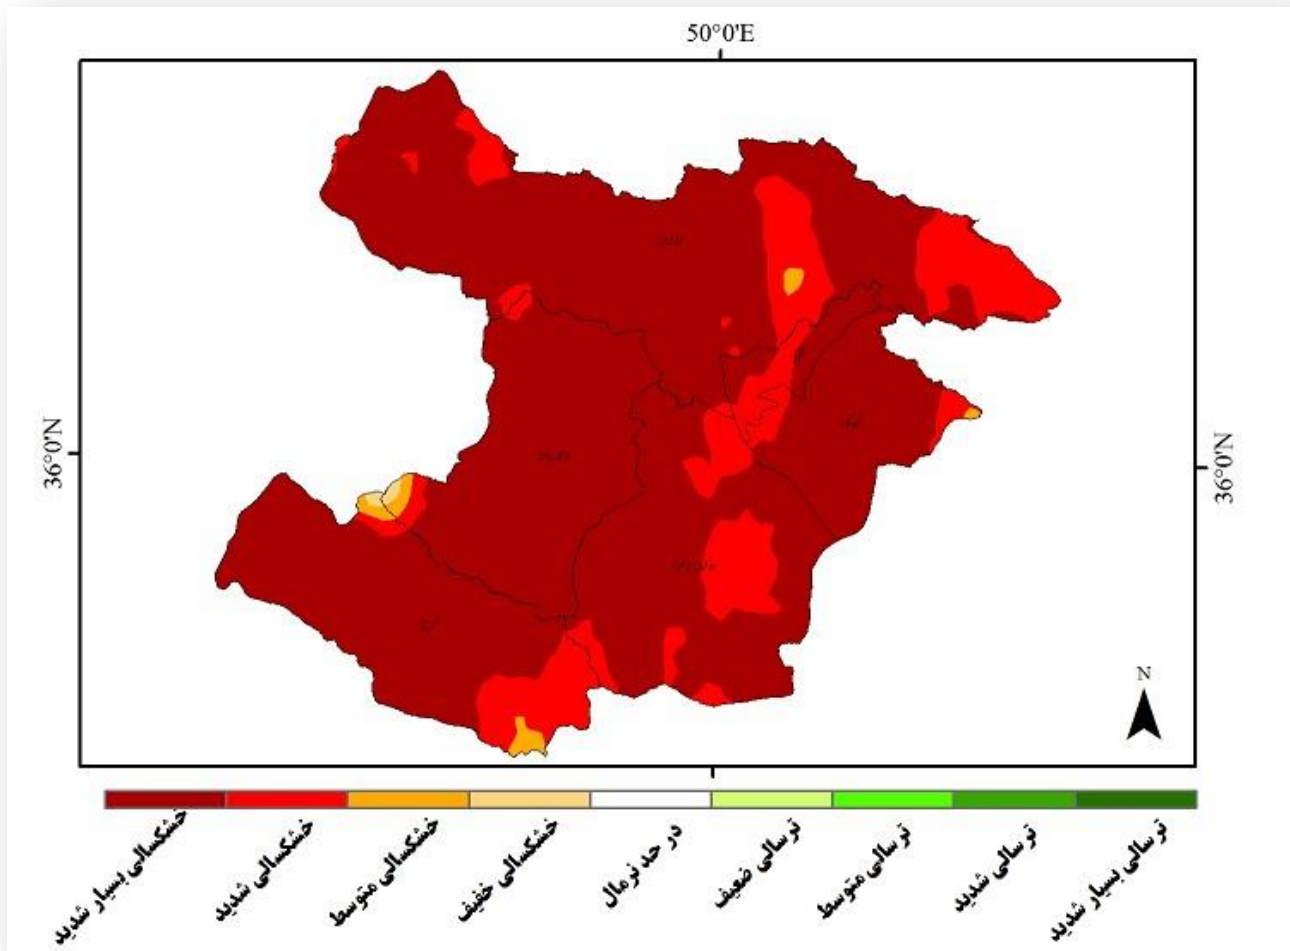 50°0'E
36°0'N
36°0'N
N
خشکسالی بسیار شدید
خشکسالی شدید
خشکسالی متوسط
خشکسالی خفیف
در حد نرمال
ترسالی ضعیف
ترسالی متوسط
ترسالی شدید
ترسالی بسیار شدید